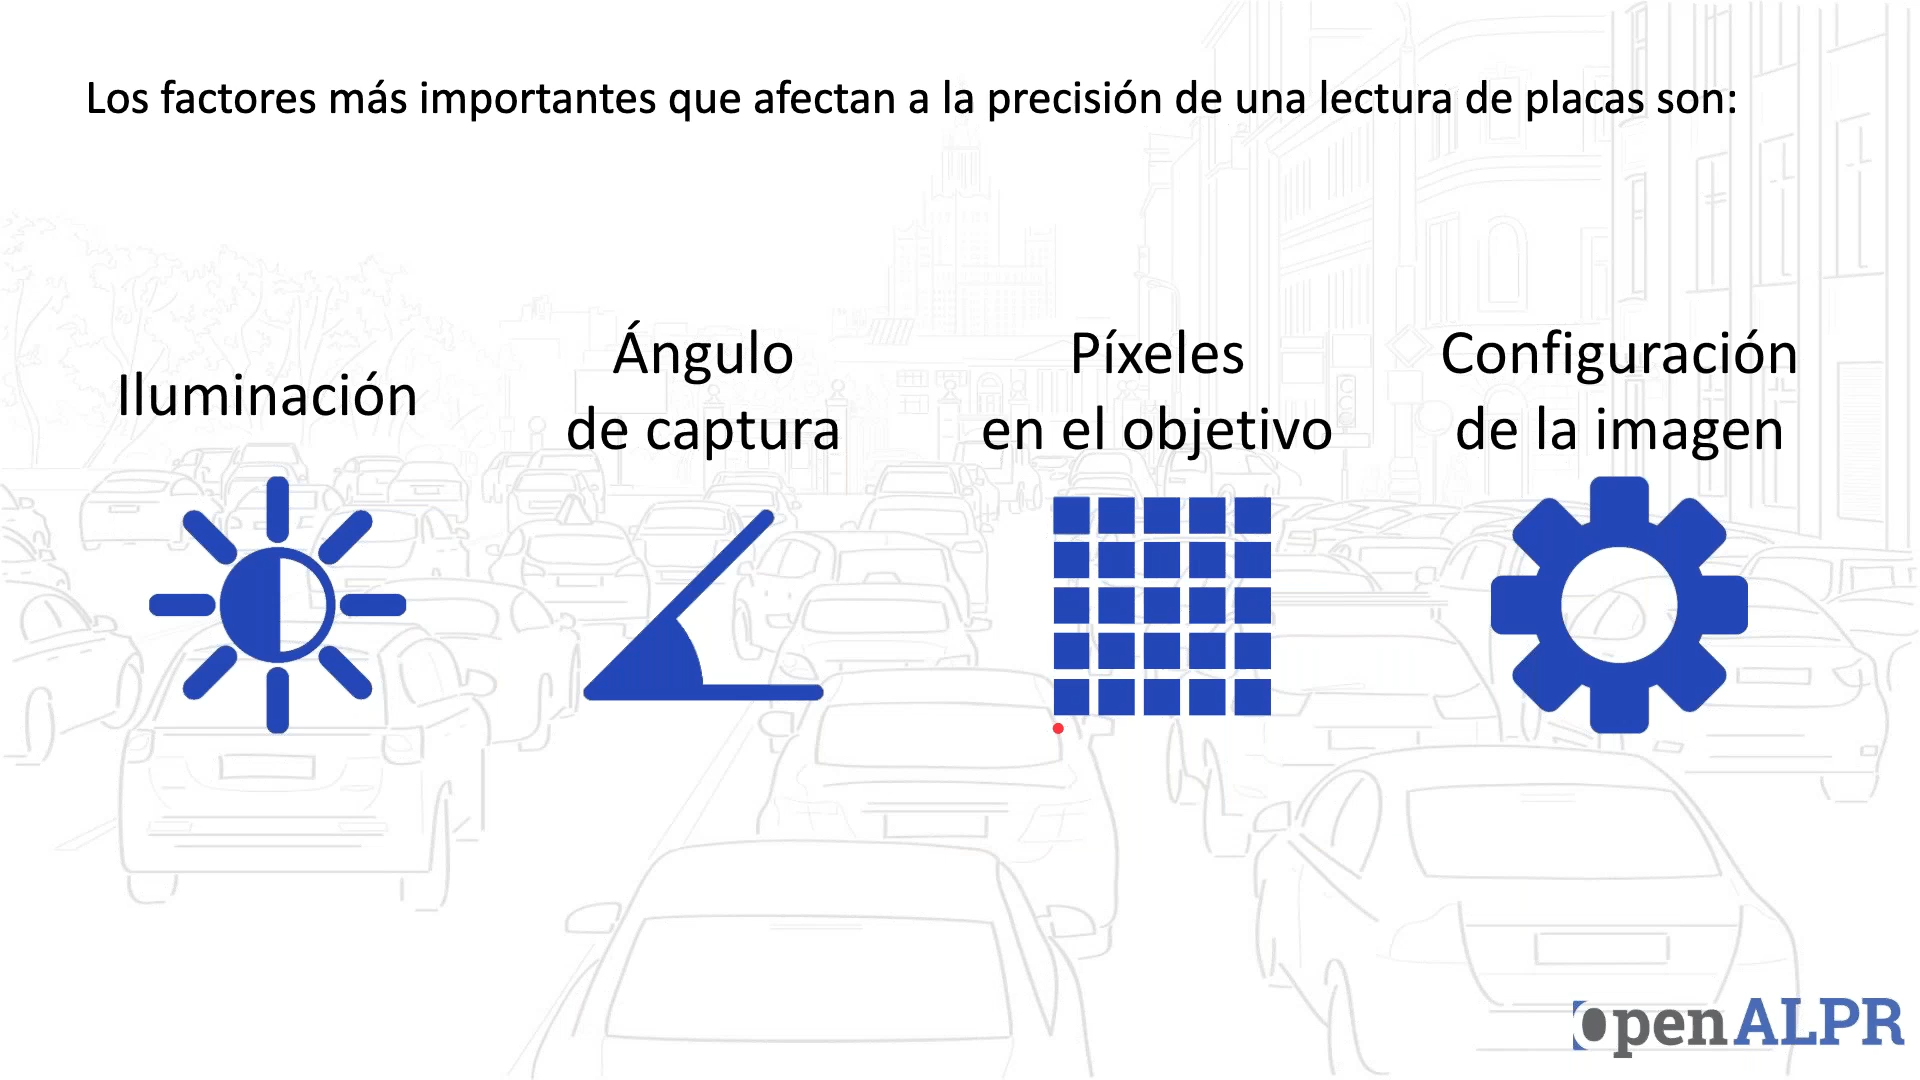 Los factores más importantes que afectan a la precisión de una lectura de placas son:
Iluminación
Ángulo
de captura
Píxeles
en el objetivo
Configuración
de la imagen
openALPR